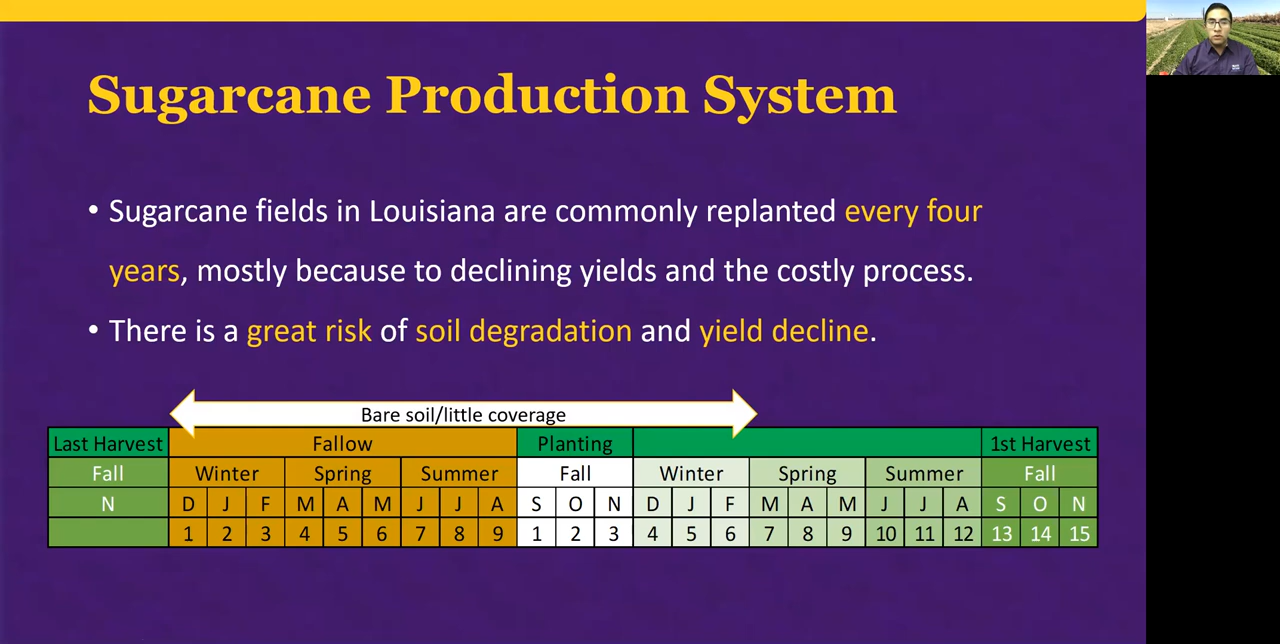 Sugarcane Production System
• Sugarcane fields in Louisiana are commonly replanted every four
years, mostly because to declining yields and the costly process.
• There is a great risk of soil degradation and yield decline.
Bare soil/little coverage
Last Harvest Fallow Planting 1st Harvest
Fall Winter Spring Summer Fall Winter Spring Summer Fall
N D J F M A M J J A S O N D J F M A M J J A S O N
1 2 3 4 5 6 7 8 9 1 2 3 4 5 6 7 8 9 10 11 12 13 14 15